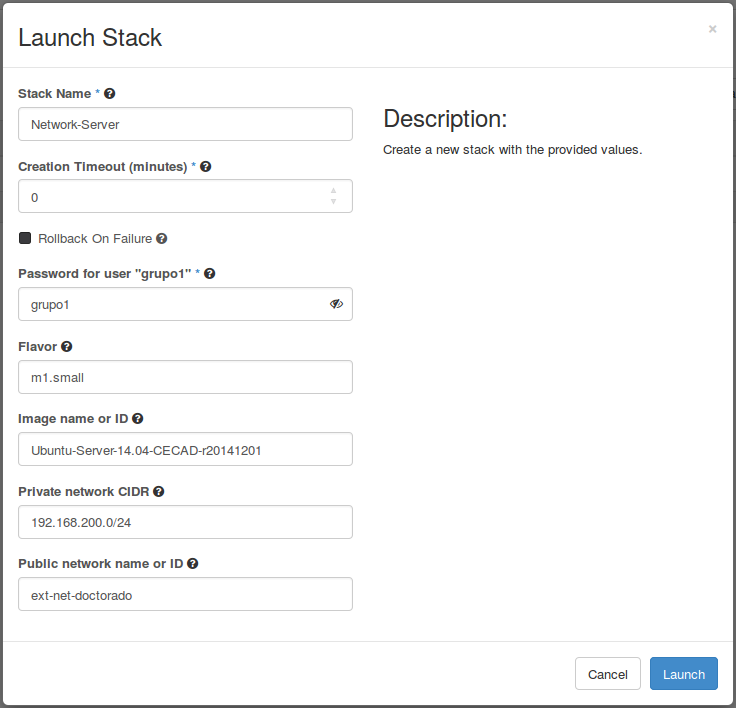 Launch Stack
×
Stack Name *
Network-Server
Creation Timeout (minutes) *
0
Rollback On Failure
Password for user "grupo1" *
grupo1
Flavor
m1.small
Image name or ID
Ubuntu-Server-14.04-CECAD-r20141201
Private network CIDR
192.168.200.0/24
Public network name or ID
ext-net-doctorado
Description:
Create a new stack with the provided values.
Cancel
Launch